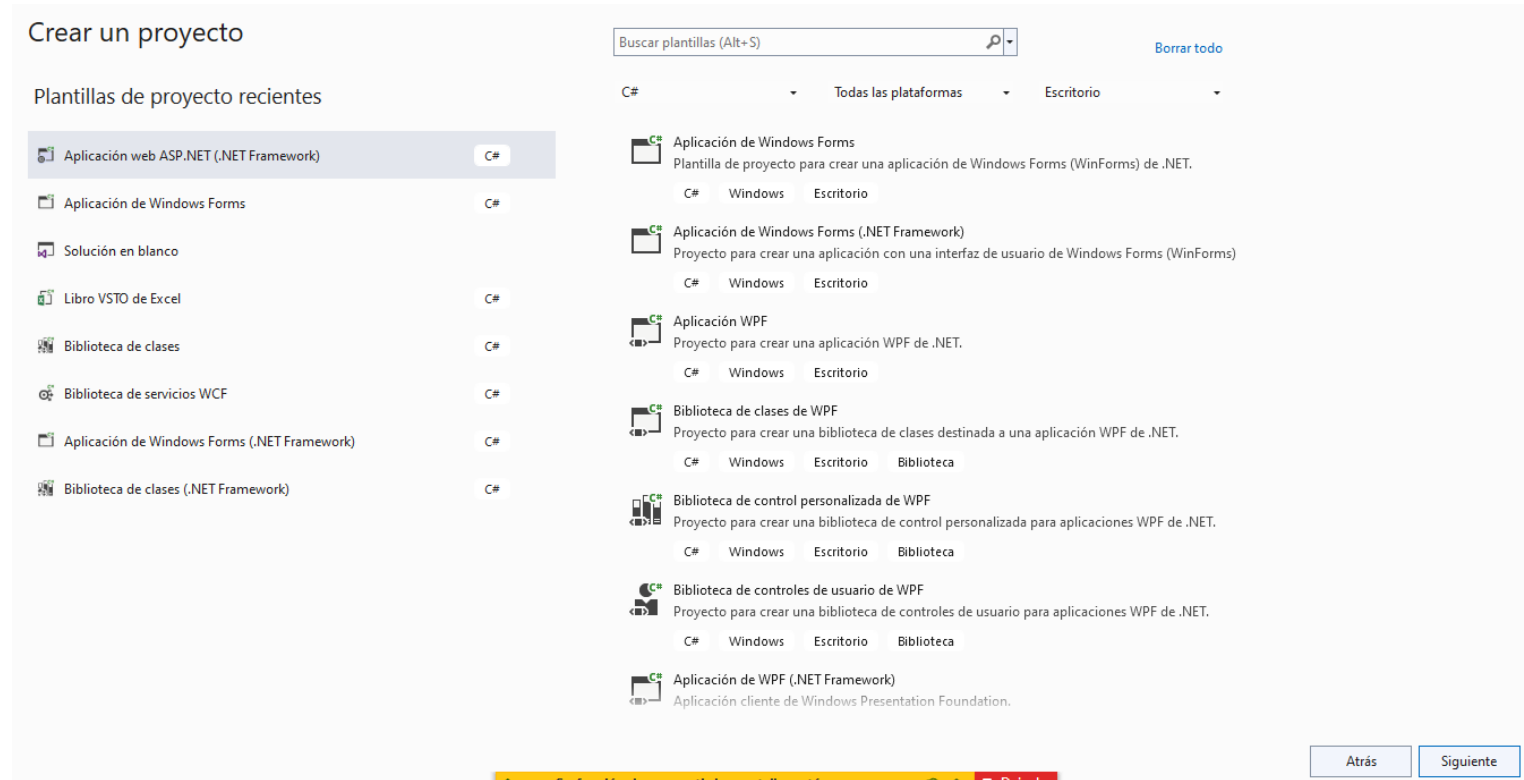 Crear un proyecto
Plantillas de proyecto recientes
Aplicación web ASP.NET (.NET Framework) C#
Aplicación de Windows Forms C#
Solución en blanco
Libro VSTO de Excel C#
Biblioteca de clases C#
Biblioteca de servicios WCF C#
Aplicación de Windows Forms (.NET Framework) C#
Biblioteca de clases (.NET Framework) C#
Buscar plantillas (Alt+S)
Borrar todo
C# Todas las plataformas Escritorio
C#
Aplicación de Windows Forms
Plantilla de proyecto para crear una aplicación de Windows Forms (WinForms) de .NET.
C# Windows Escritorio
C#
Aplicación de Windows Forms (.NET Framework)
Proyecto para crear una aplicación con una interfaz de usuario de Windows Forms (WinForms)
C# Windows Escritorio
C#
Aplicación WPF
Proyecto para crear una aplicación WPF de .NET.
C# Windows Escritorio
C#
Biblioteca de clases de WPF
Proyecto para crear una biblioteca de clases destinada a una aplicación WPF de .NET.
C# Windows Escritorio Biblioteca
C#
Biblioteca de control personalizada de WPF
Proyecto para crear una biblioteca de control personalizada para aplicaciones WPF de .NET.
C# Windows Escritorio Biblioteca
C#
Biblioteca de controles de usuario de WPF
Proyecto para crear una biblioteca de controles de usuario para aplicaciones WPF de .NET.
C# Windows Escritorio Biblioteca
C#
Aplicación de WPF (.NET Framework)
Aplicación cliente de Windows Presentation Foundation.
Atrás Siguiente